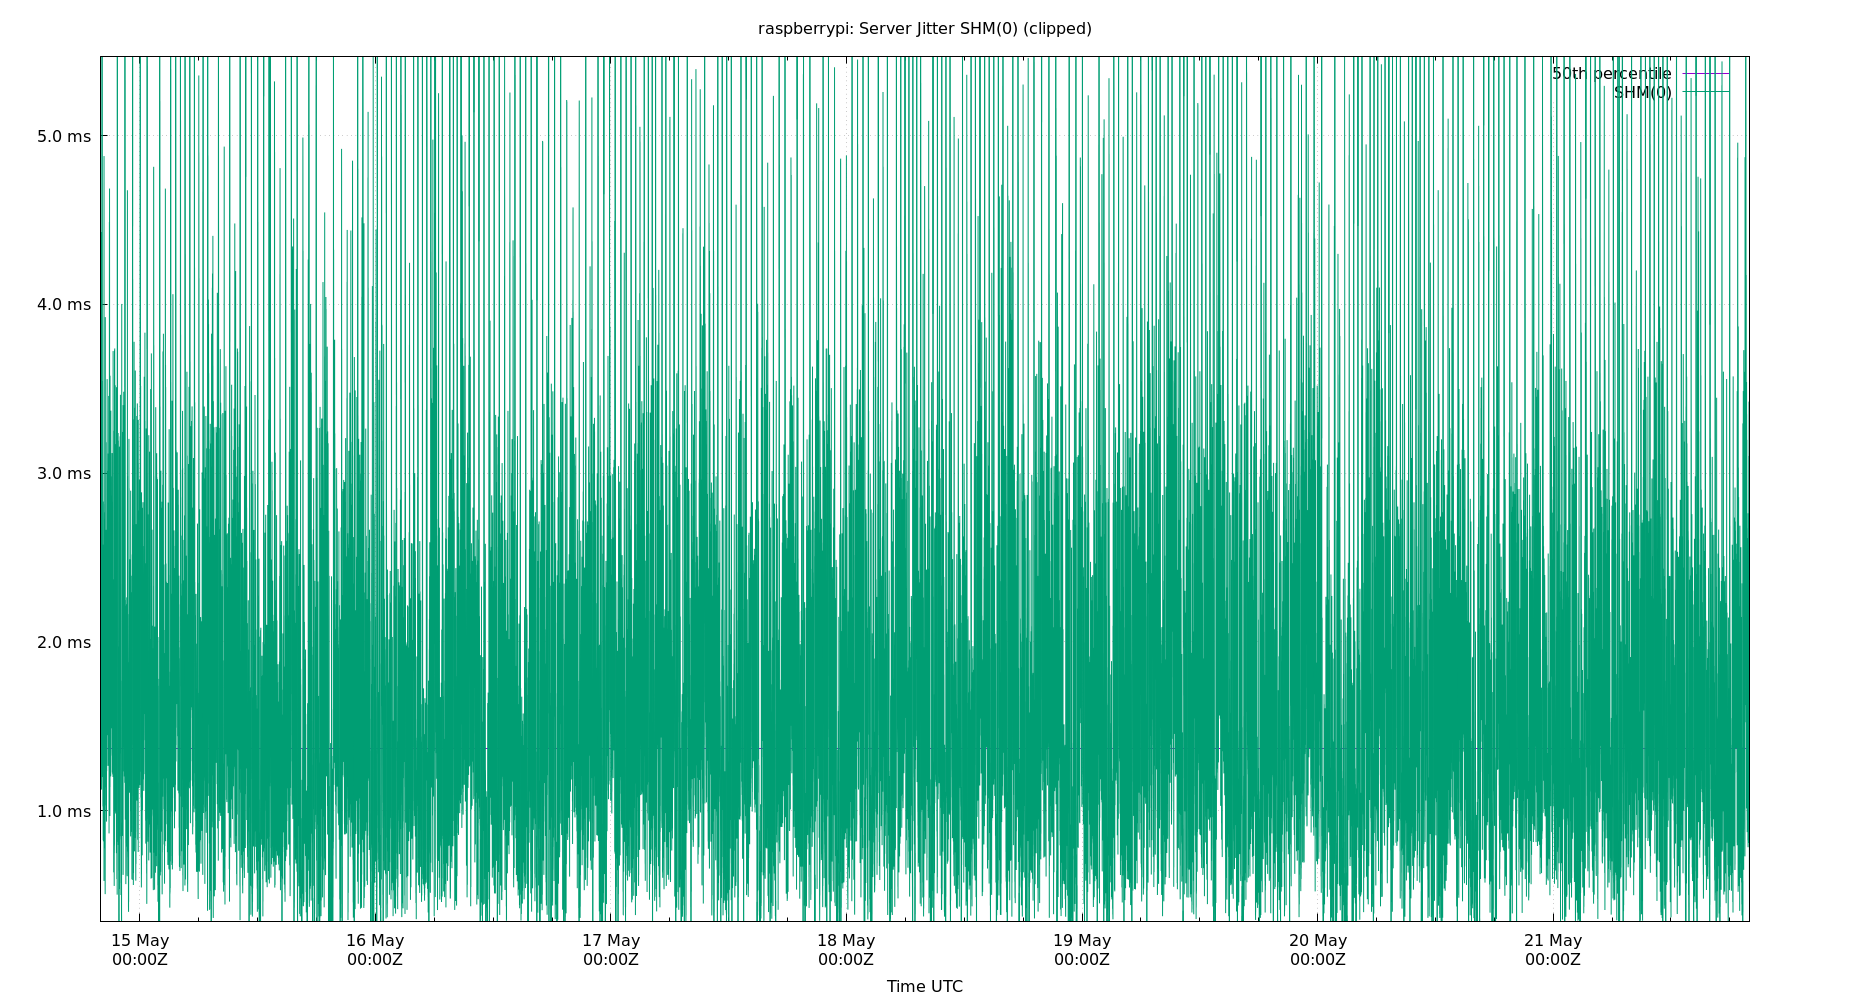 raspberrypi: Server Jitter SHM(0) (clipped)
50th percentile
SHM(0)
5.0 ms
4.0 ms
3.0 ms
2.0 ms
1.0 ms
15 May 16 May 17 May 18 May 19 May 20 May 21 May
00:00Z 00:00Z 00:00Z 00:00Z 00:00Z 00:00Z 00:00Z
Time UTC